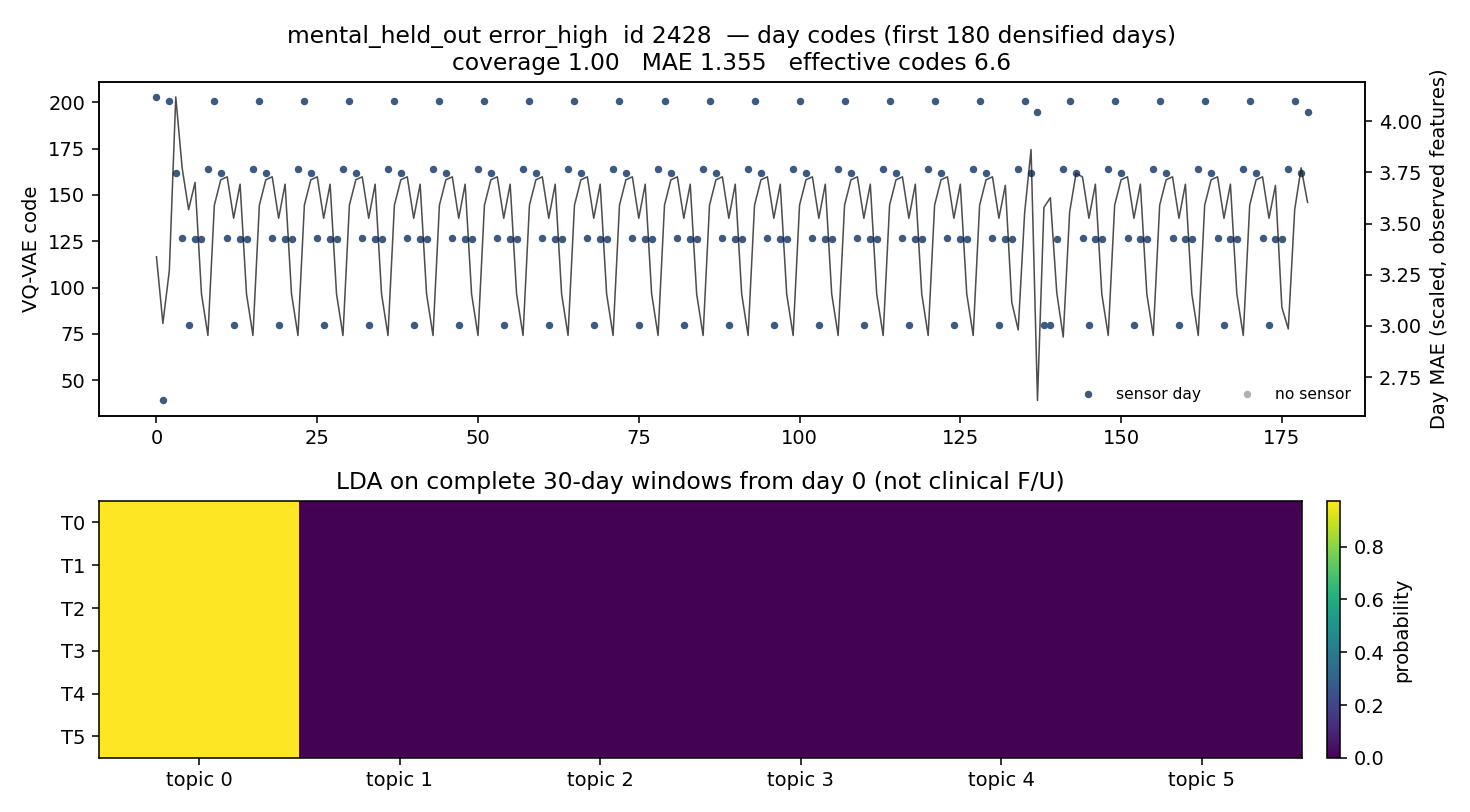 mental_held_out error_high  id 2428  — day codes (first 180 densified days)
coverage 1.00   MAE 1.355   effective codes 6.6
VQ-VAE code
200
175
150
125
100
75
50
4.00
3.75
3.50
3.25
3.00
2.75
Day MAE (scaled, observed features)
sensor day
no sensor
0
25
50
75
100
125
150
175
LDA on complete 30-day windows from day 0 (not clinical F/U)
T0
T1
T2
T3
T4
T5
topic 0
topic 1
topic 2
topic 3
topic 4
topic 5
0.8
0.6
0.4
0.2
0.0
probability